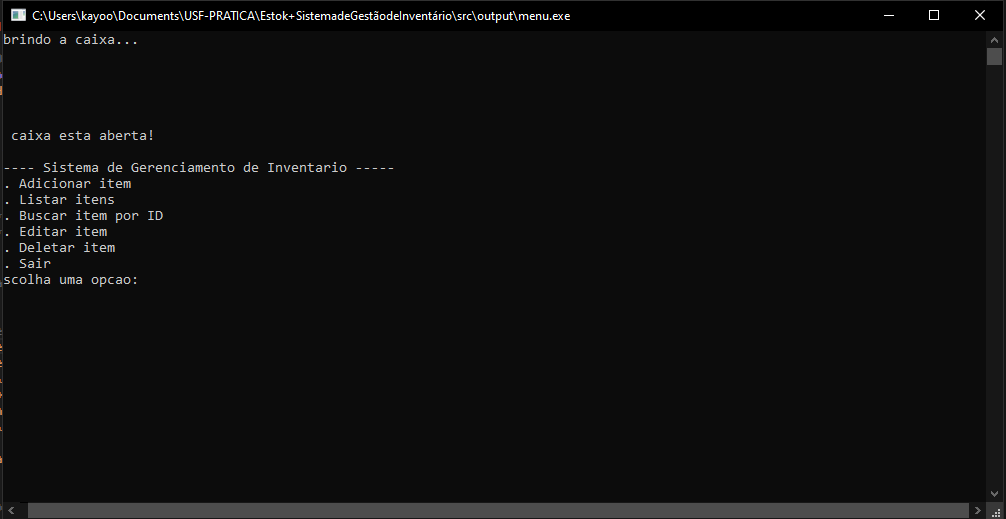 C:\Users\kayoo\Documents\USF-PRATICA\Estok+SistemadeGestãodeInventário\src\output\menu.exe
brindo a caixa...
caixa esta aberta!
---- Sistema de Gerenciamento de Inventario -----
. Adicionar item
. Listar itens
. Buscar item por ID
. Editar item
. Deletar item
. Sair
scolha uma opcao: